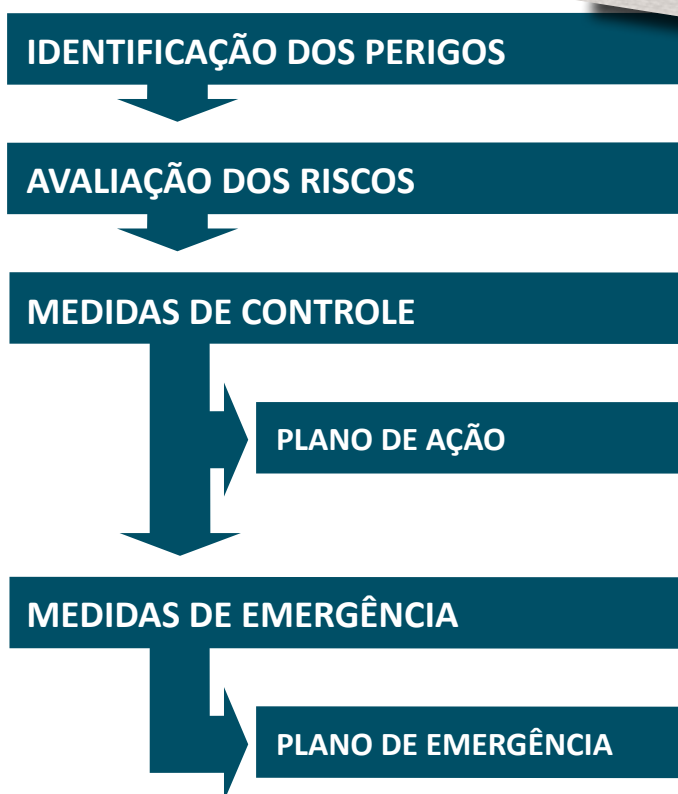 IDENTIFICAÇÃO DOS PERIGOS
AVALIAÇÃO DOS RISCOS
MEDIDAS DE CONTROLE
PLANO DE AÇÃO
MEDIDAS DE EMERGÊNCIA
PLANO DE EMERGÊNCIA